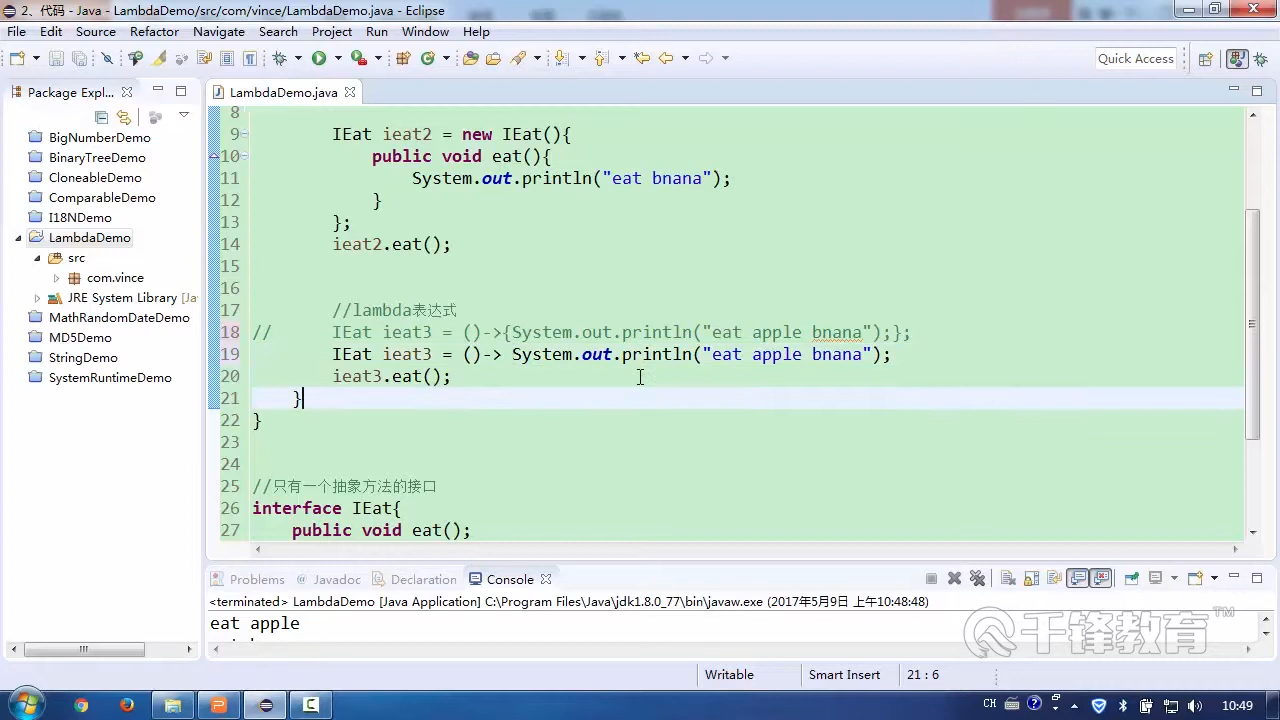 2、代码 - Java - LambdaDemo/src/com/vince/LambdaDemo.java - Eclipse
File Edit Source Refactor Navigate Search Project Run Window Help
Quick Access
Package Expl...
BigNumberDemo
BinaryTreeDemo
CloneableDemo
ComparableDemo
I18NDemo
LambdaDemo
src
com.vince
JRE System Library [Ja
MathRandomDateDemo
MD5Demo
StringDemo
SystemRuntimeDemo
LambdaDemo.java
8
9 IEat ieat2 = new IEat(){
10 public void eat(){
11 System.out.println("eat bnana");
12 }
13 };
14 ieat2.eat();
15
16
17 //lambda表达式
18 // IEat ieat3 = ()->{System.out.println("eat apple bnana");};
19 IEat ieat3 = ()-> System.out.println("eat apple bnana");
20 ieat3.eat();
21 }
22 }
23
24
25 //只有一个抽象方法的接口
26 interface IEat{
27 public void eat();
Problems @ Javadoc Declaration Console
<terminated> LambdaDemo [Java Application] C:\Program Files\Java\jdk1.8.0_77\bin\javaw.exe (2017年5月9日 上午10:48:48)
eat apple
千锋教育 TM
Writable Smart Insert 21 : 6
CH 10:49